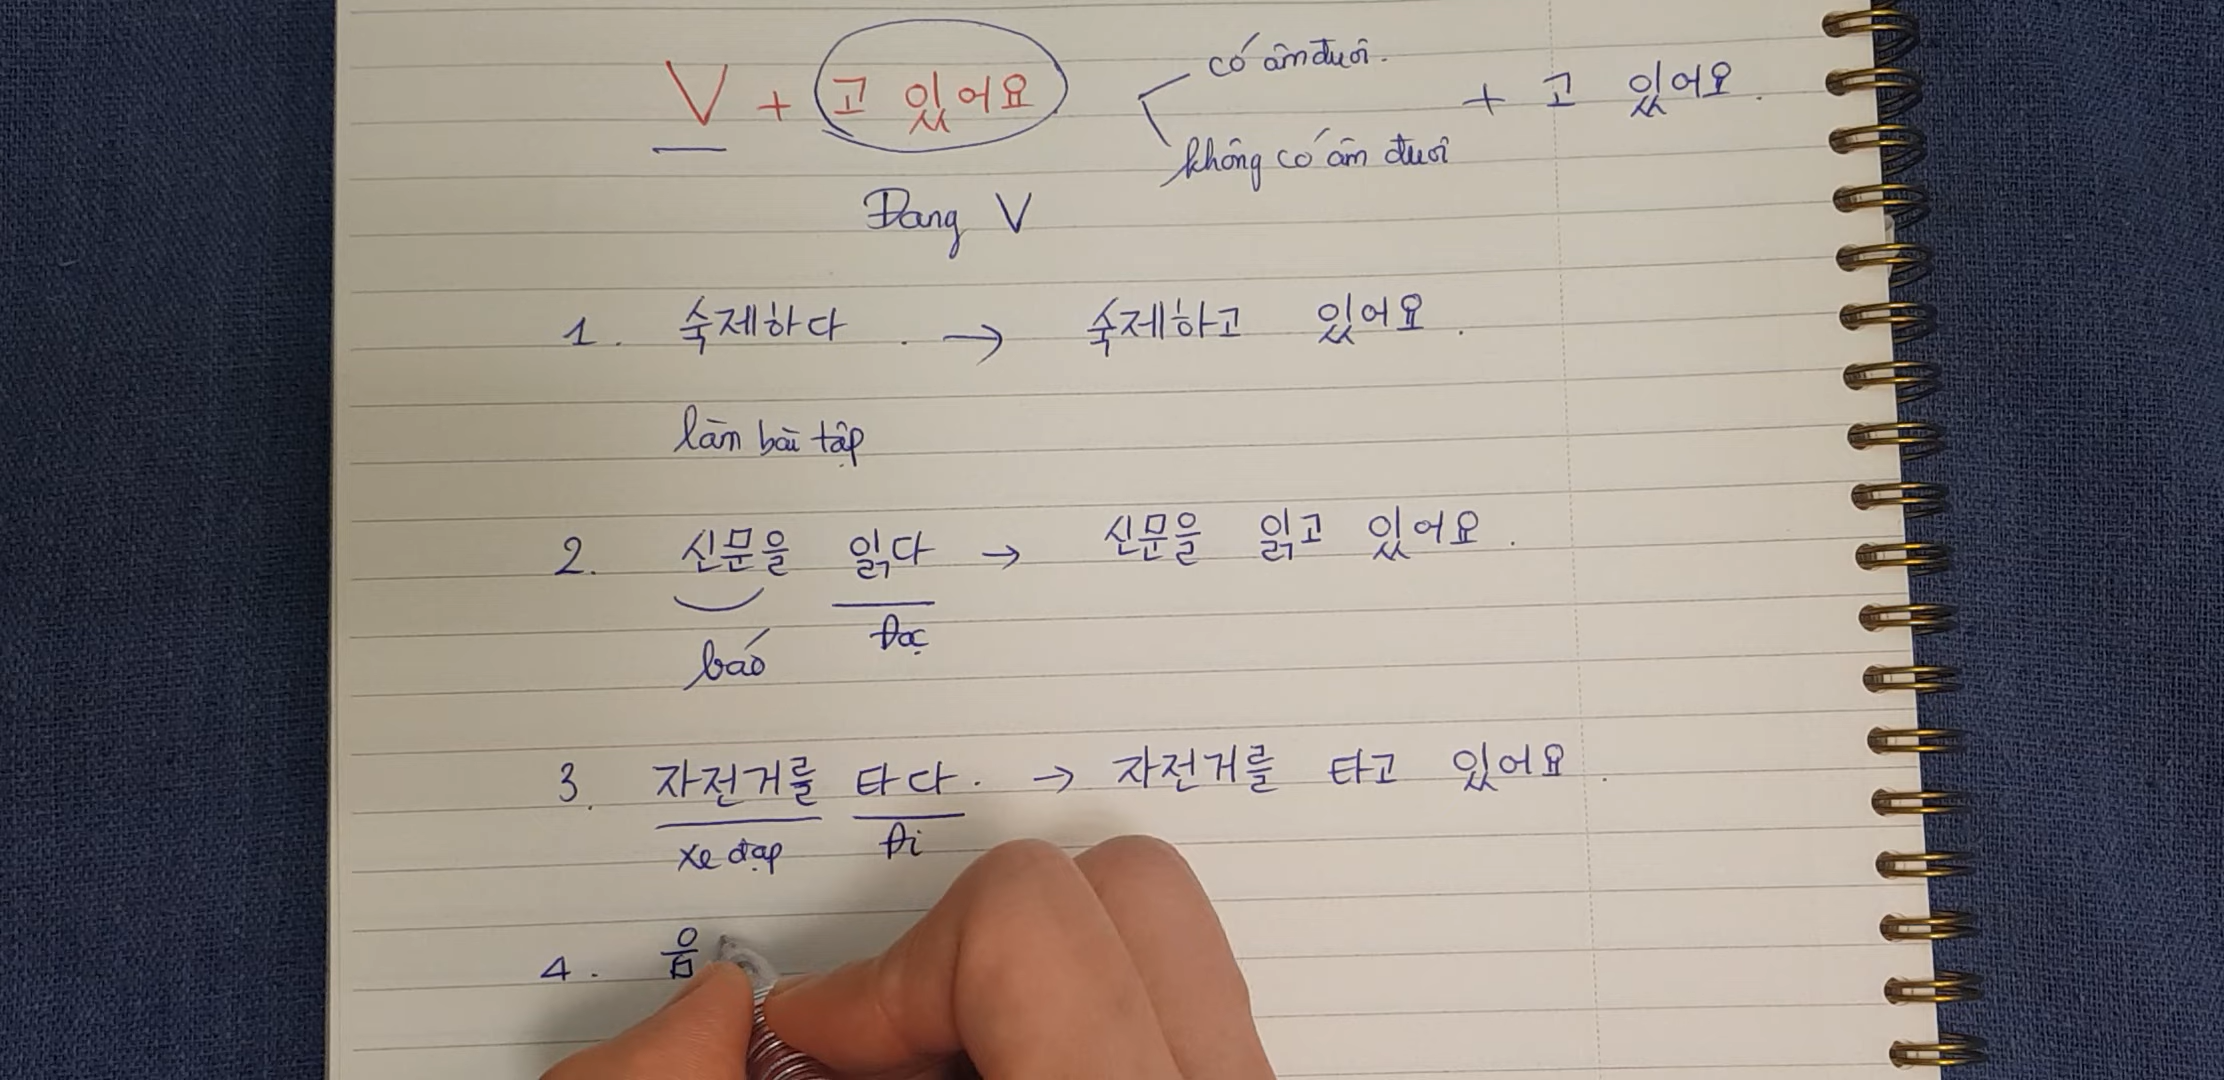 V + 고 있어요
có âm đuôi.
không có âm đuôi
+ 고 있어요.
Đang V
1. 숙제하다. → 숙제하고 있어요.
làm bài tập
2. 신문을 읽다 → 신문을 읽고 있어요.
báo Đọc
3. 자전거를 타다. → 자전거를 타고 있어요.
xe đạp Đi
4. 음